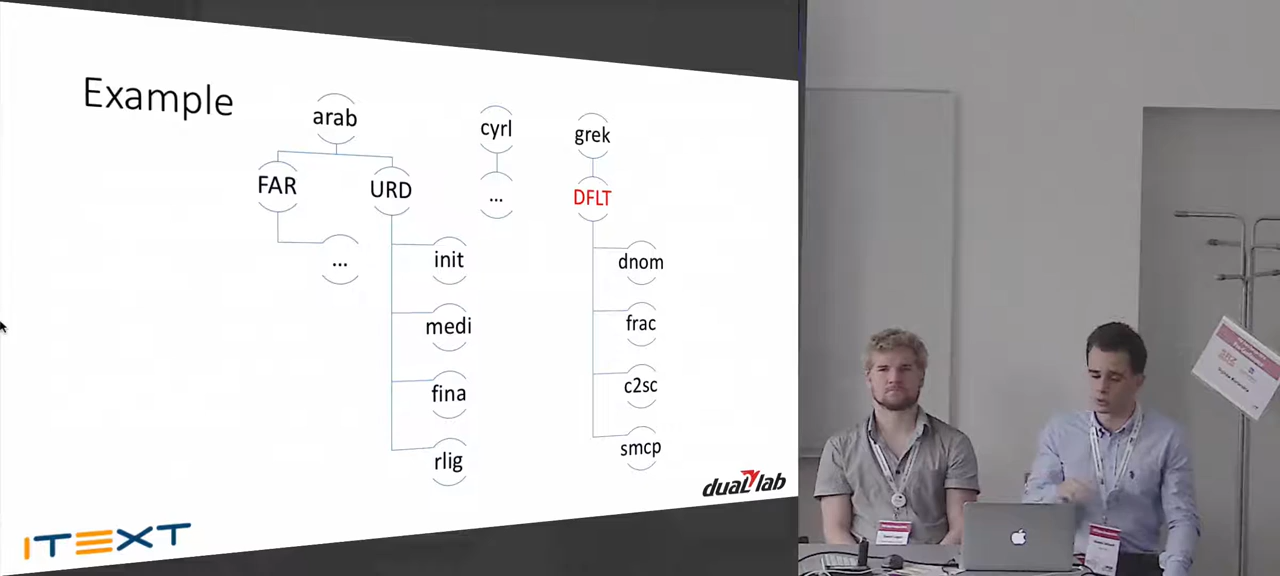 Example
arab
cyrl
grek
FAR
URD
...
DFLT
...
init
dnom
medi
frac
fina
c2sc
rlig
smcp
dual lab
ITEXT